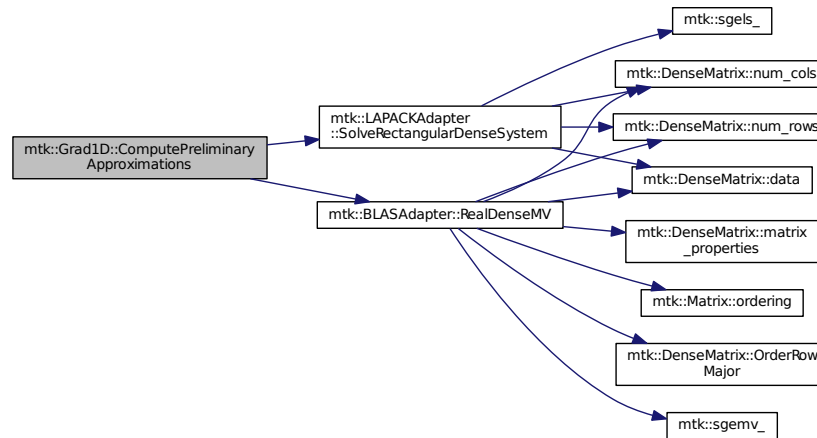 mtk::Grad1D::ComputePreliminary
Approximations
mtk::LAPACKAdapter
::SolveRectangularDenseSystem
mtk::BLASAdapter::RealDenseMV
mtk::sgels_
mtk::DenseMatrix::num_cols
mtk::DenseMatrix::num_rows
mtk::DenseMatrix::data
mtk::DenseMatrix::matrix
_properties
mtk::Matrix::ordering
mtk::DenseMatrix::OrderRow
Major
mtk::sgemv_